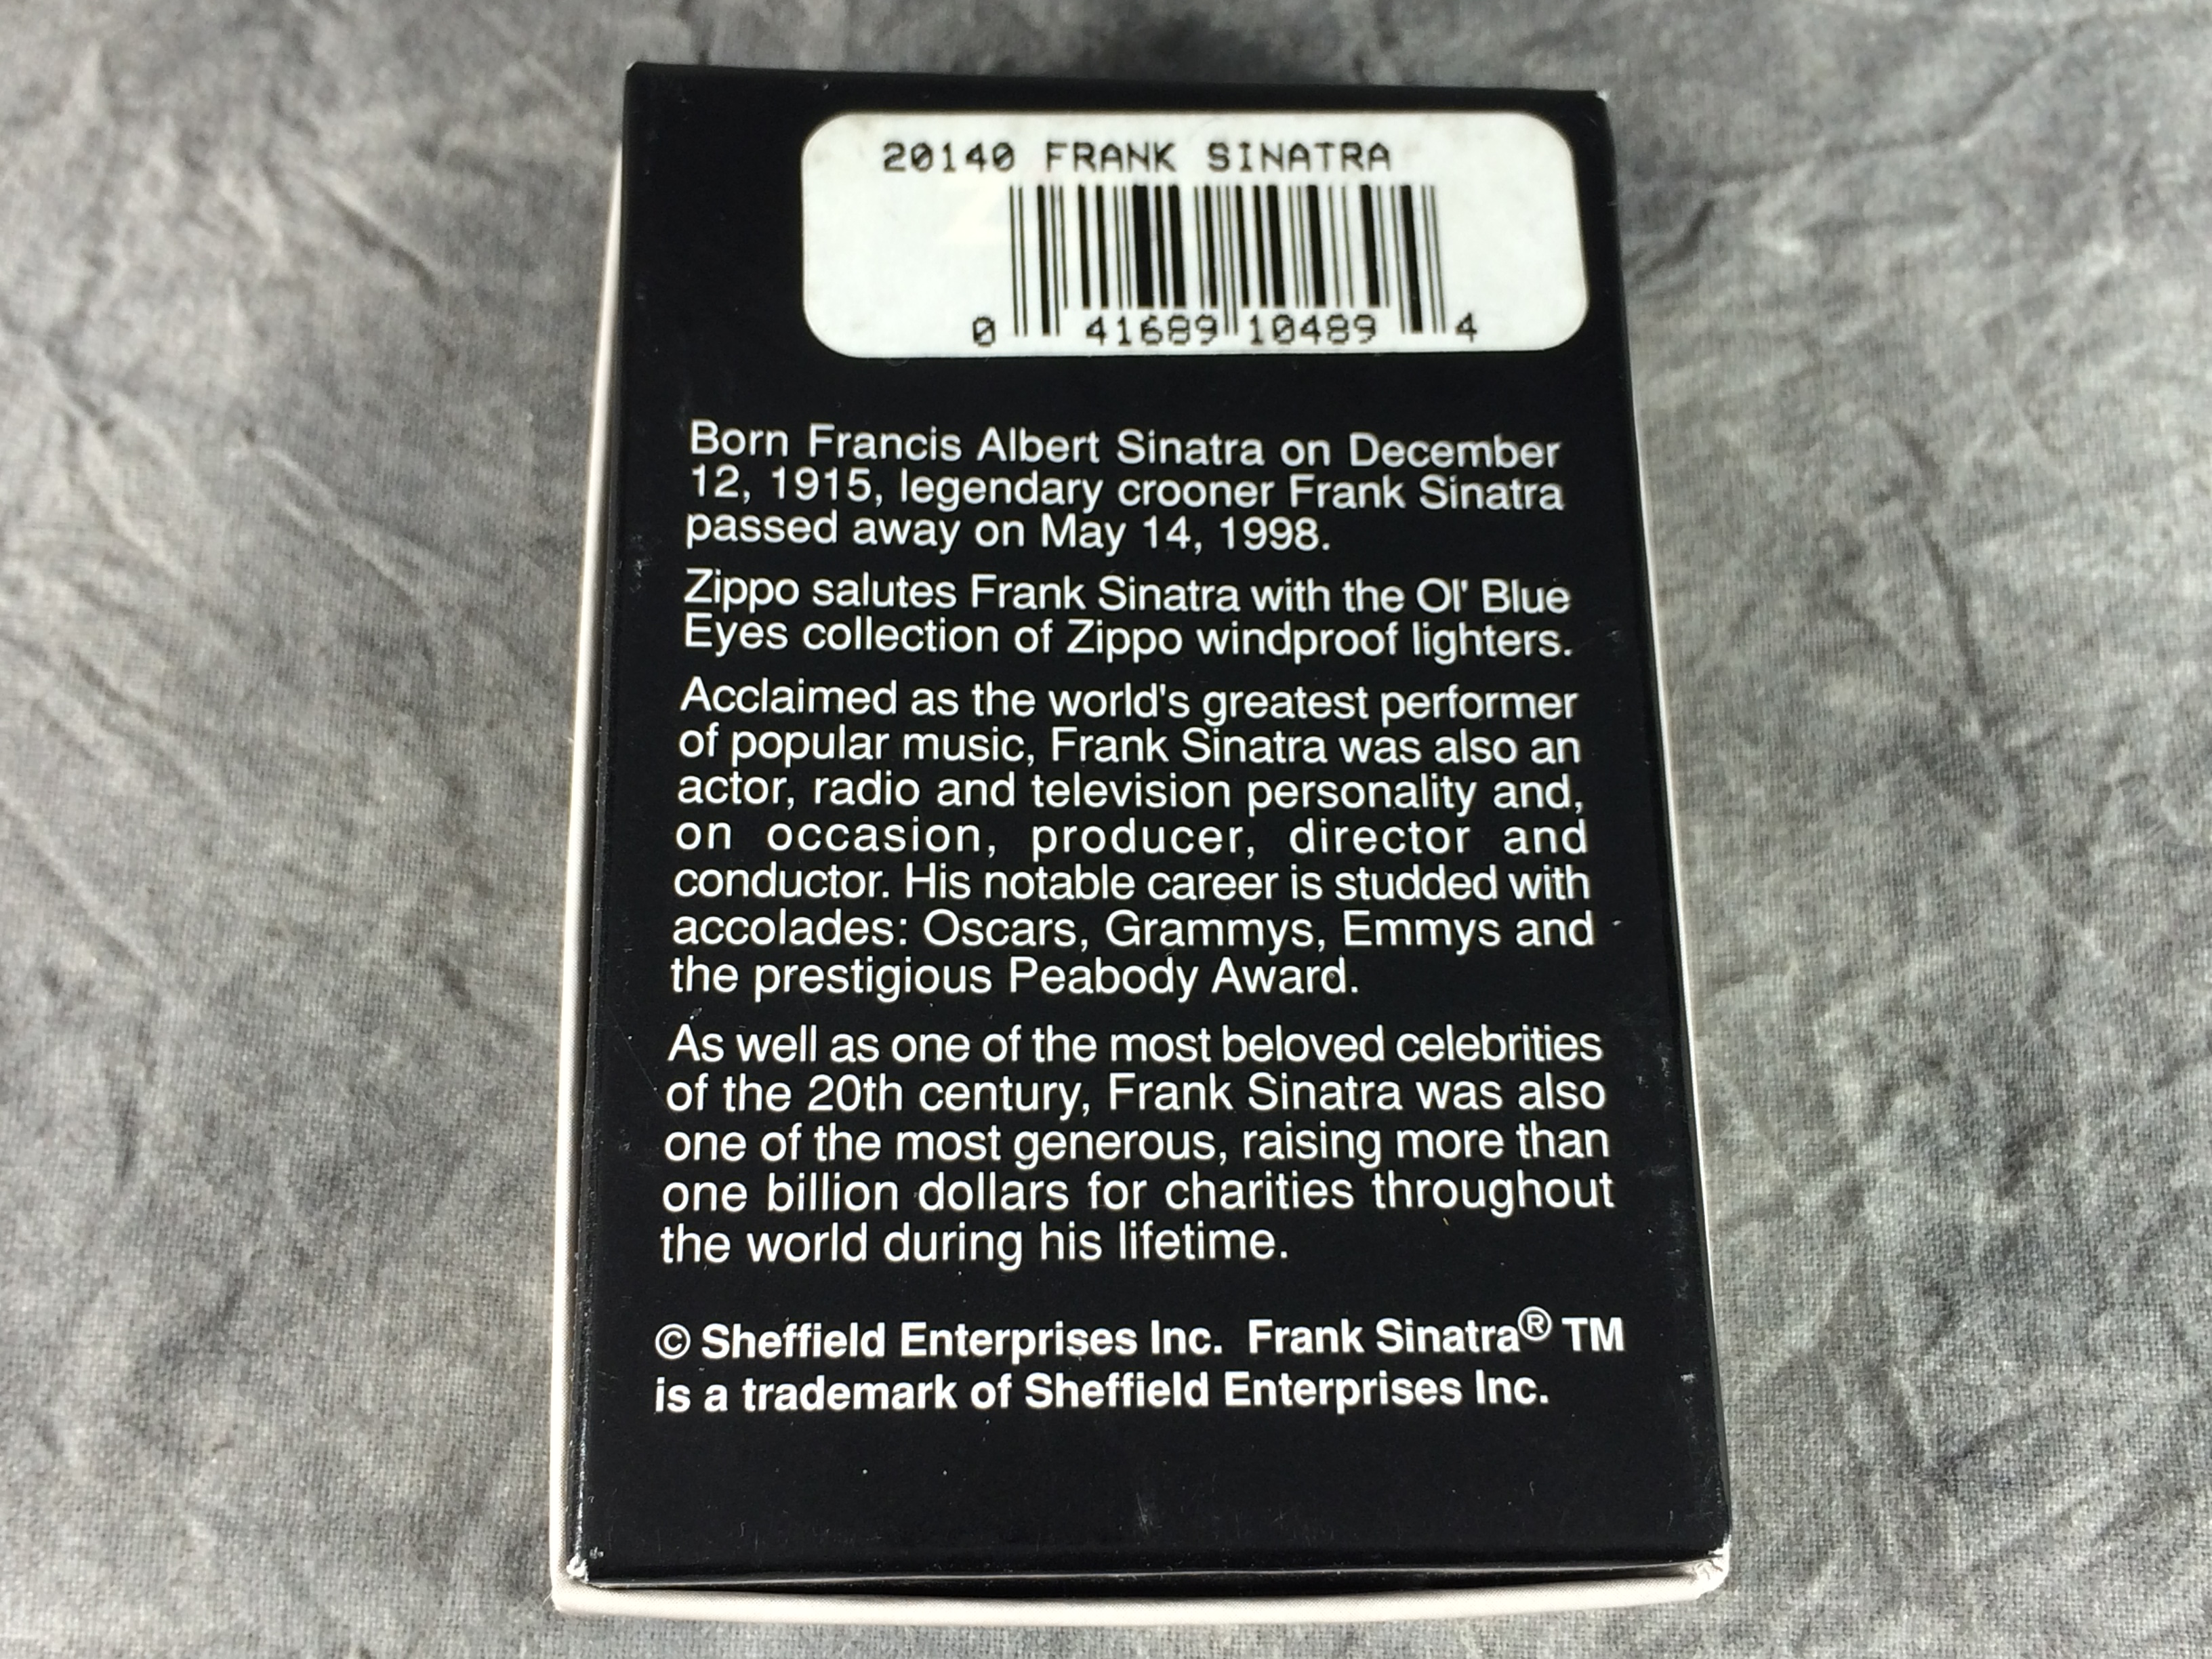 20140 FRANK SINATRA
0 41689 10489 4
Born Francis Albert Sinatra on December
12, 1915, legendary crooner Frank Sinatra
passed away on May 14, 1998.
Zippo salutes Frank Sinatra with the Ol' Blue
Eyes collection of Zippo windproof lighters.
Acclaimed as the world's greatest performer
of popular music, Frank Sinatra was also an
actor, radio and television personality and,
on occasion, producer, director and
conductor. His notable career is studded with
accolades: Oscars, Grammys, Emmys and
the prestigious Peabody Award.
As well as one of the most beloved celebrities
of the 20th century, Frank Sinatra was also
one of the most generous, raising more than
one billion dollars for charities throughout
the world during his lifetime.
© Sheffield Enterprises Inc. Frank Sinatra® TM
is a trademark of Sheffield Enterprises Inc.